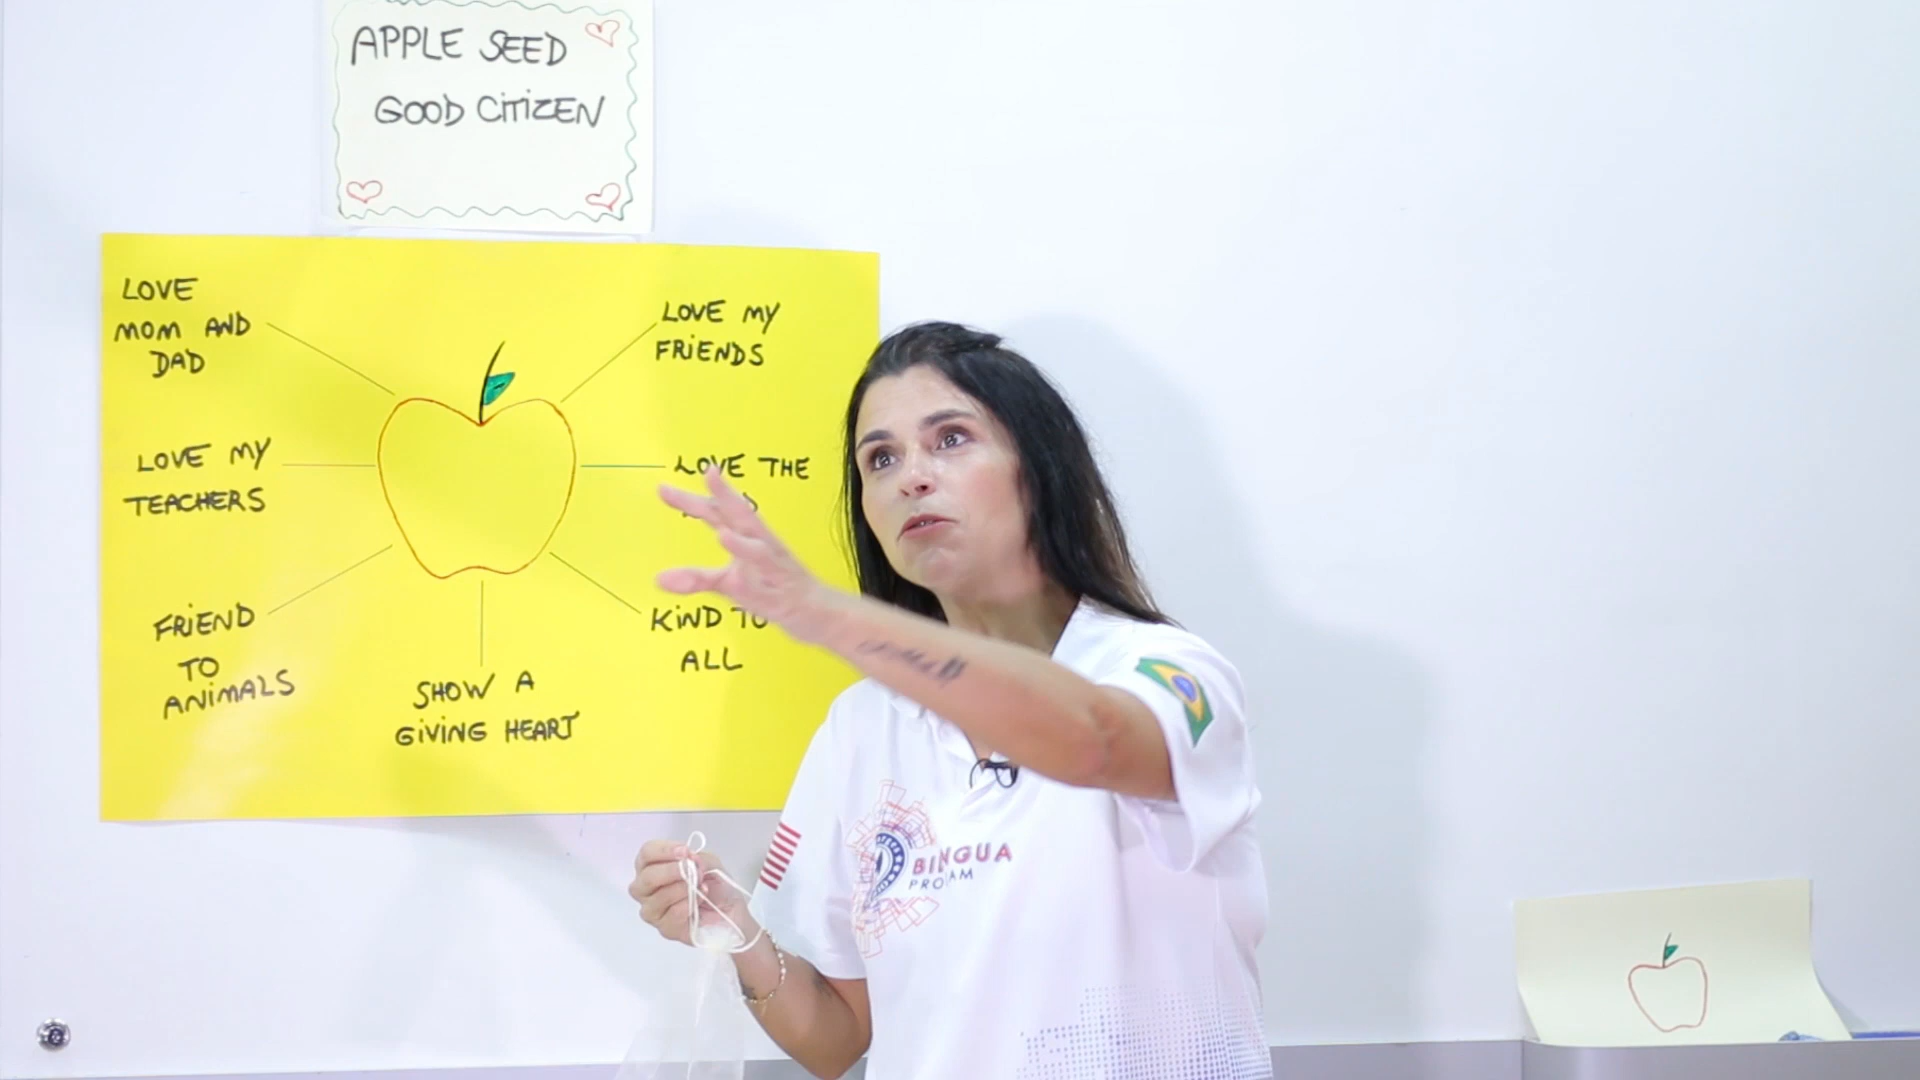 APPLE SEED
GOOD CITIZEN
LOVE
MOM AND
DAD
LOVE MY
FRIENDS
LOVE MY
TEACHERS
LOVE THE
FRIEND
TO
ANIMALS
SHOW A
GIVING HEART
KIND TO
ALL